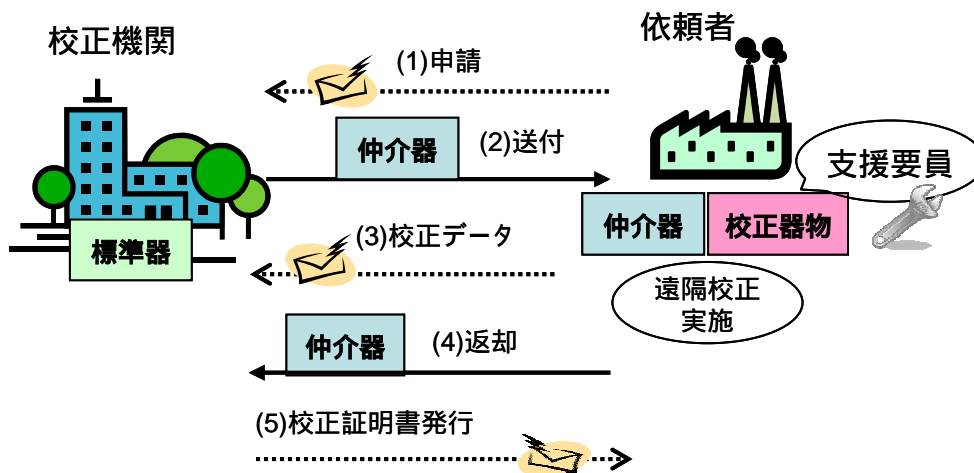 校正機関
依頼者
(1)申請
仲介器
(2)送付
支援要員
標準器
(3)校正データ
仲介器
校正器物
遠隔校正
実施
仲介器
(4)返却
(5)校正証明書発行